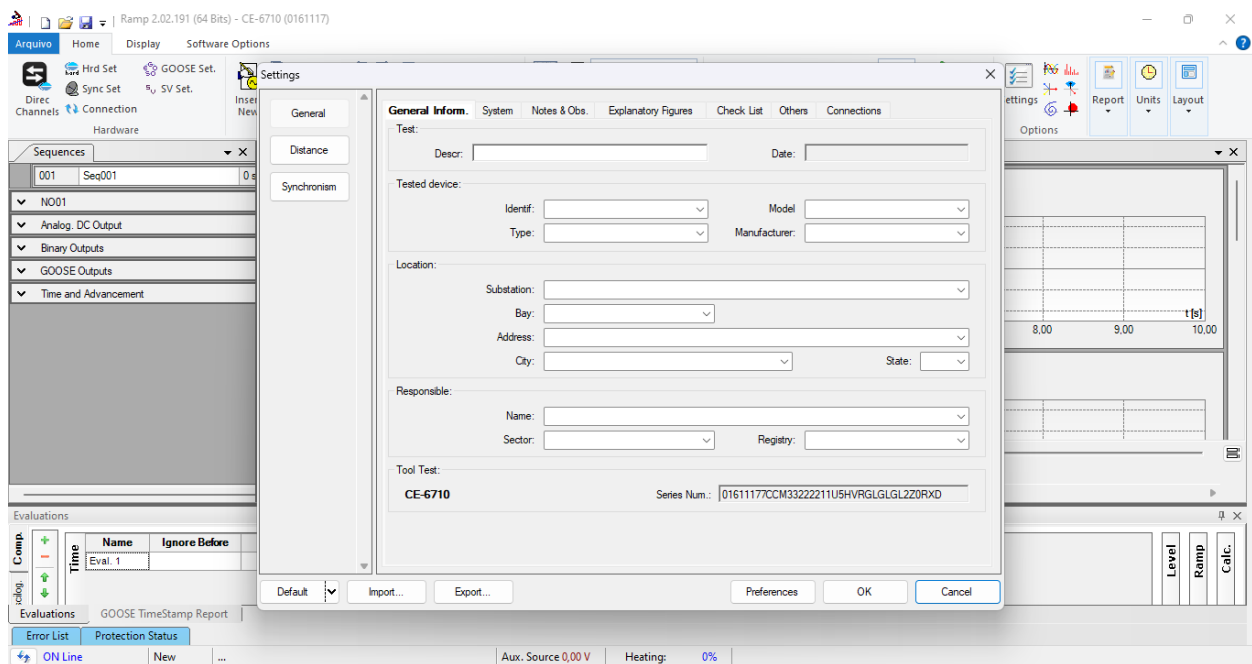 Ramp 2.02.191 (64 Bits) - CE-6710 (0161117)
Arquivo Home Display Software Options
Hrd Set GOOSE Set.
Sync Set SV Set.
Direc Channels Connection
Hardware
Settings
Report Units Layout
Options
General
Distance
Synchronism
General Inform. System Notes & Obs. Explanatory Figures Check List Others Connections
Test:
Descr: Date:
Tested device:
Identif: Model
Type: Manufacturer:
Location:
Substation:
Bay:
Address:
City: State:
Responsible:
Name:
Sector: Registry:
Tool Test:
CE-6710 Series Num.: 01611177CCM33222211U5HVRGLGLGL2Z0RXD
Default Import... Export... Preferences OK Cancel
Sequences
001 Seq001 0 s
NO01
Analog. DC Output
Binary Outputs
GOOSE Outputs
Time and Advancement
t [s]
8,00 9,00 10,00
Evaluations
Comp.
Time
Name Ignore Before
Eval. 1
Level Ramp Calc.
Evaluations GOOSE TimeStamp Report
Error List Protection Status
ON Line New ... Aux. Source 0,00 V Heating: 0%